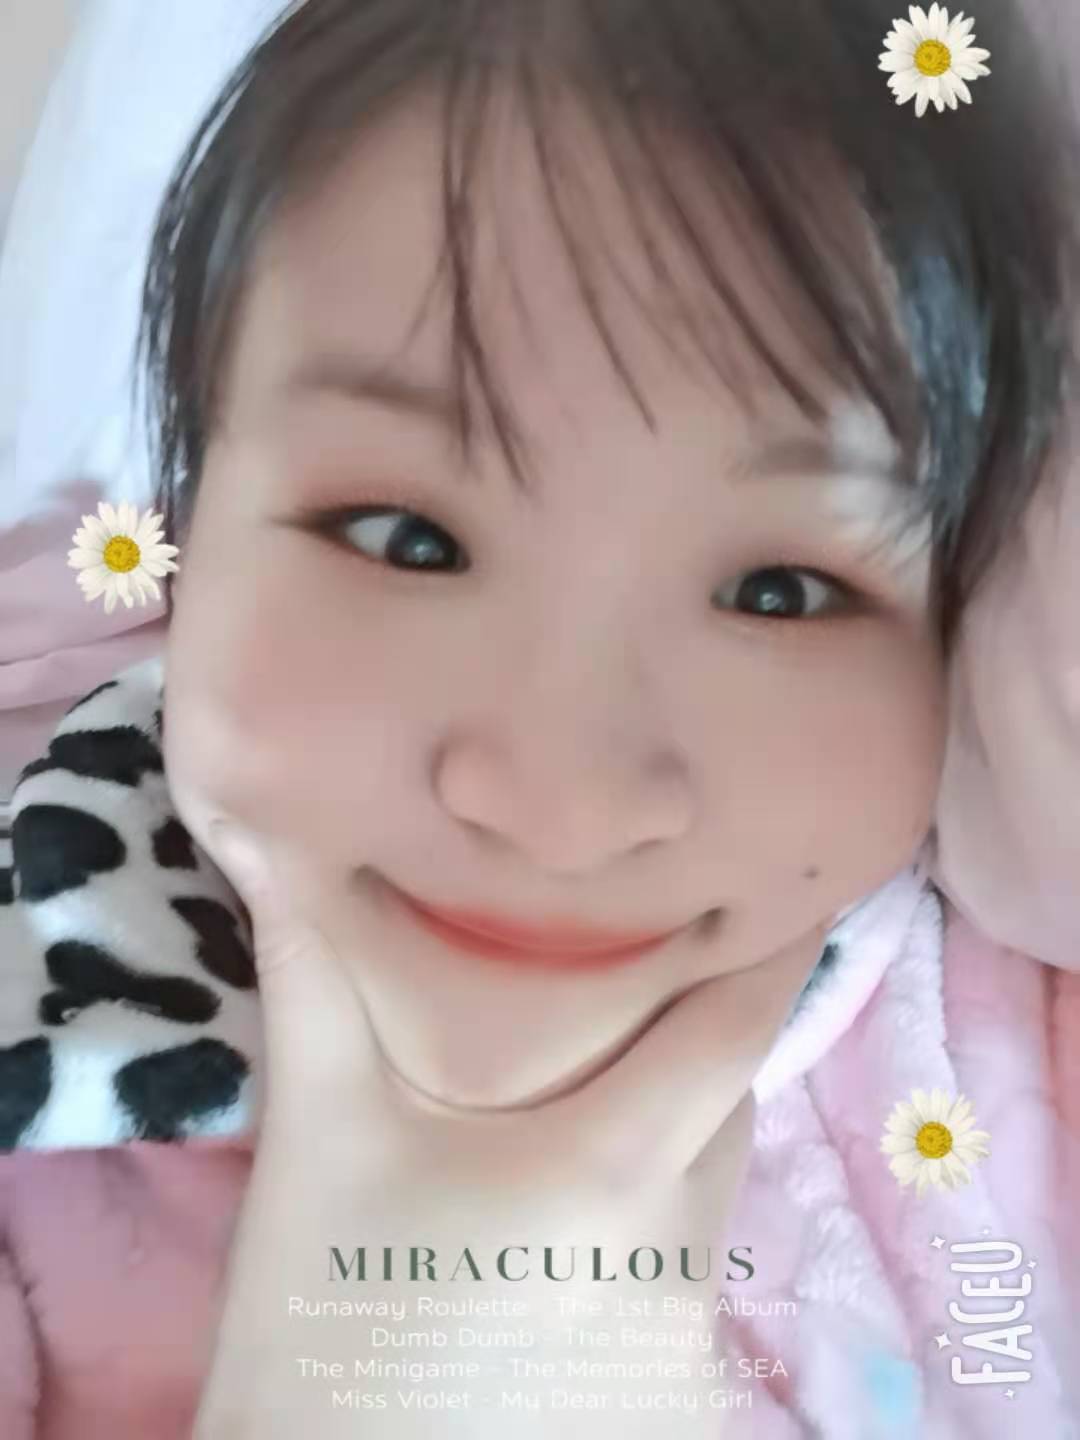 MIRACULOUS
Runaway Roulette - The 1st Big Album
Dumb Dumb - The Beauty
The Minigame - The Memories of SEA
Miss Violet - My Dear Lucky Girl
FACEU